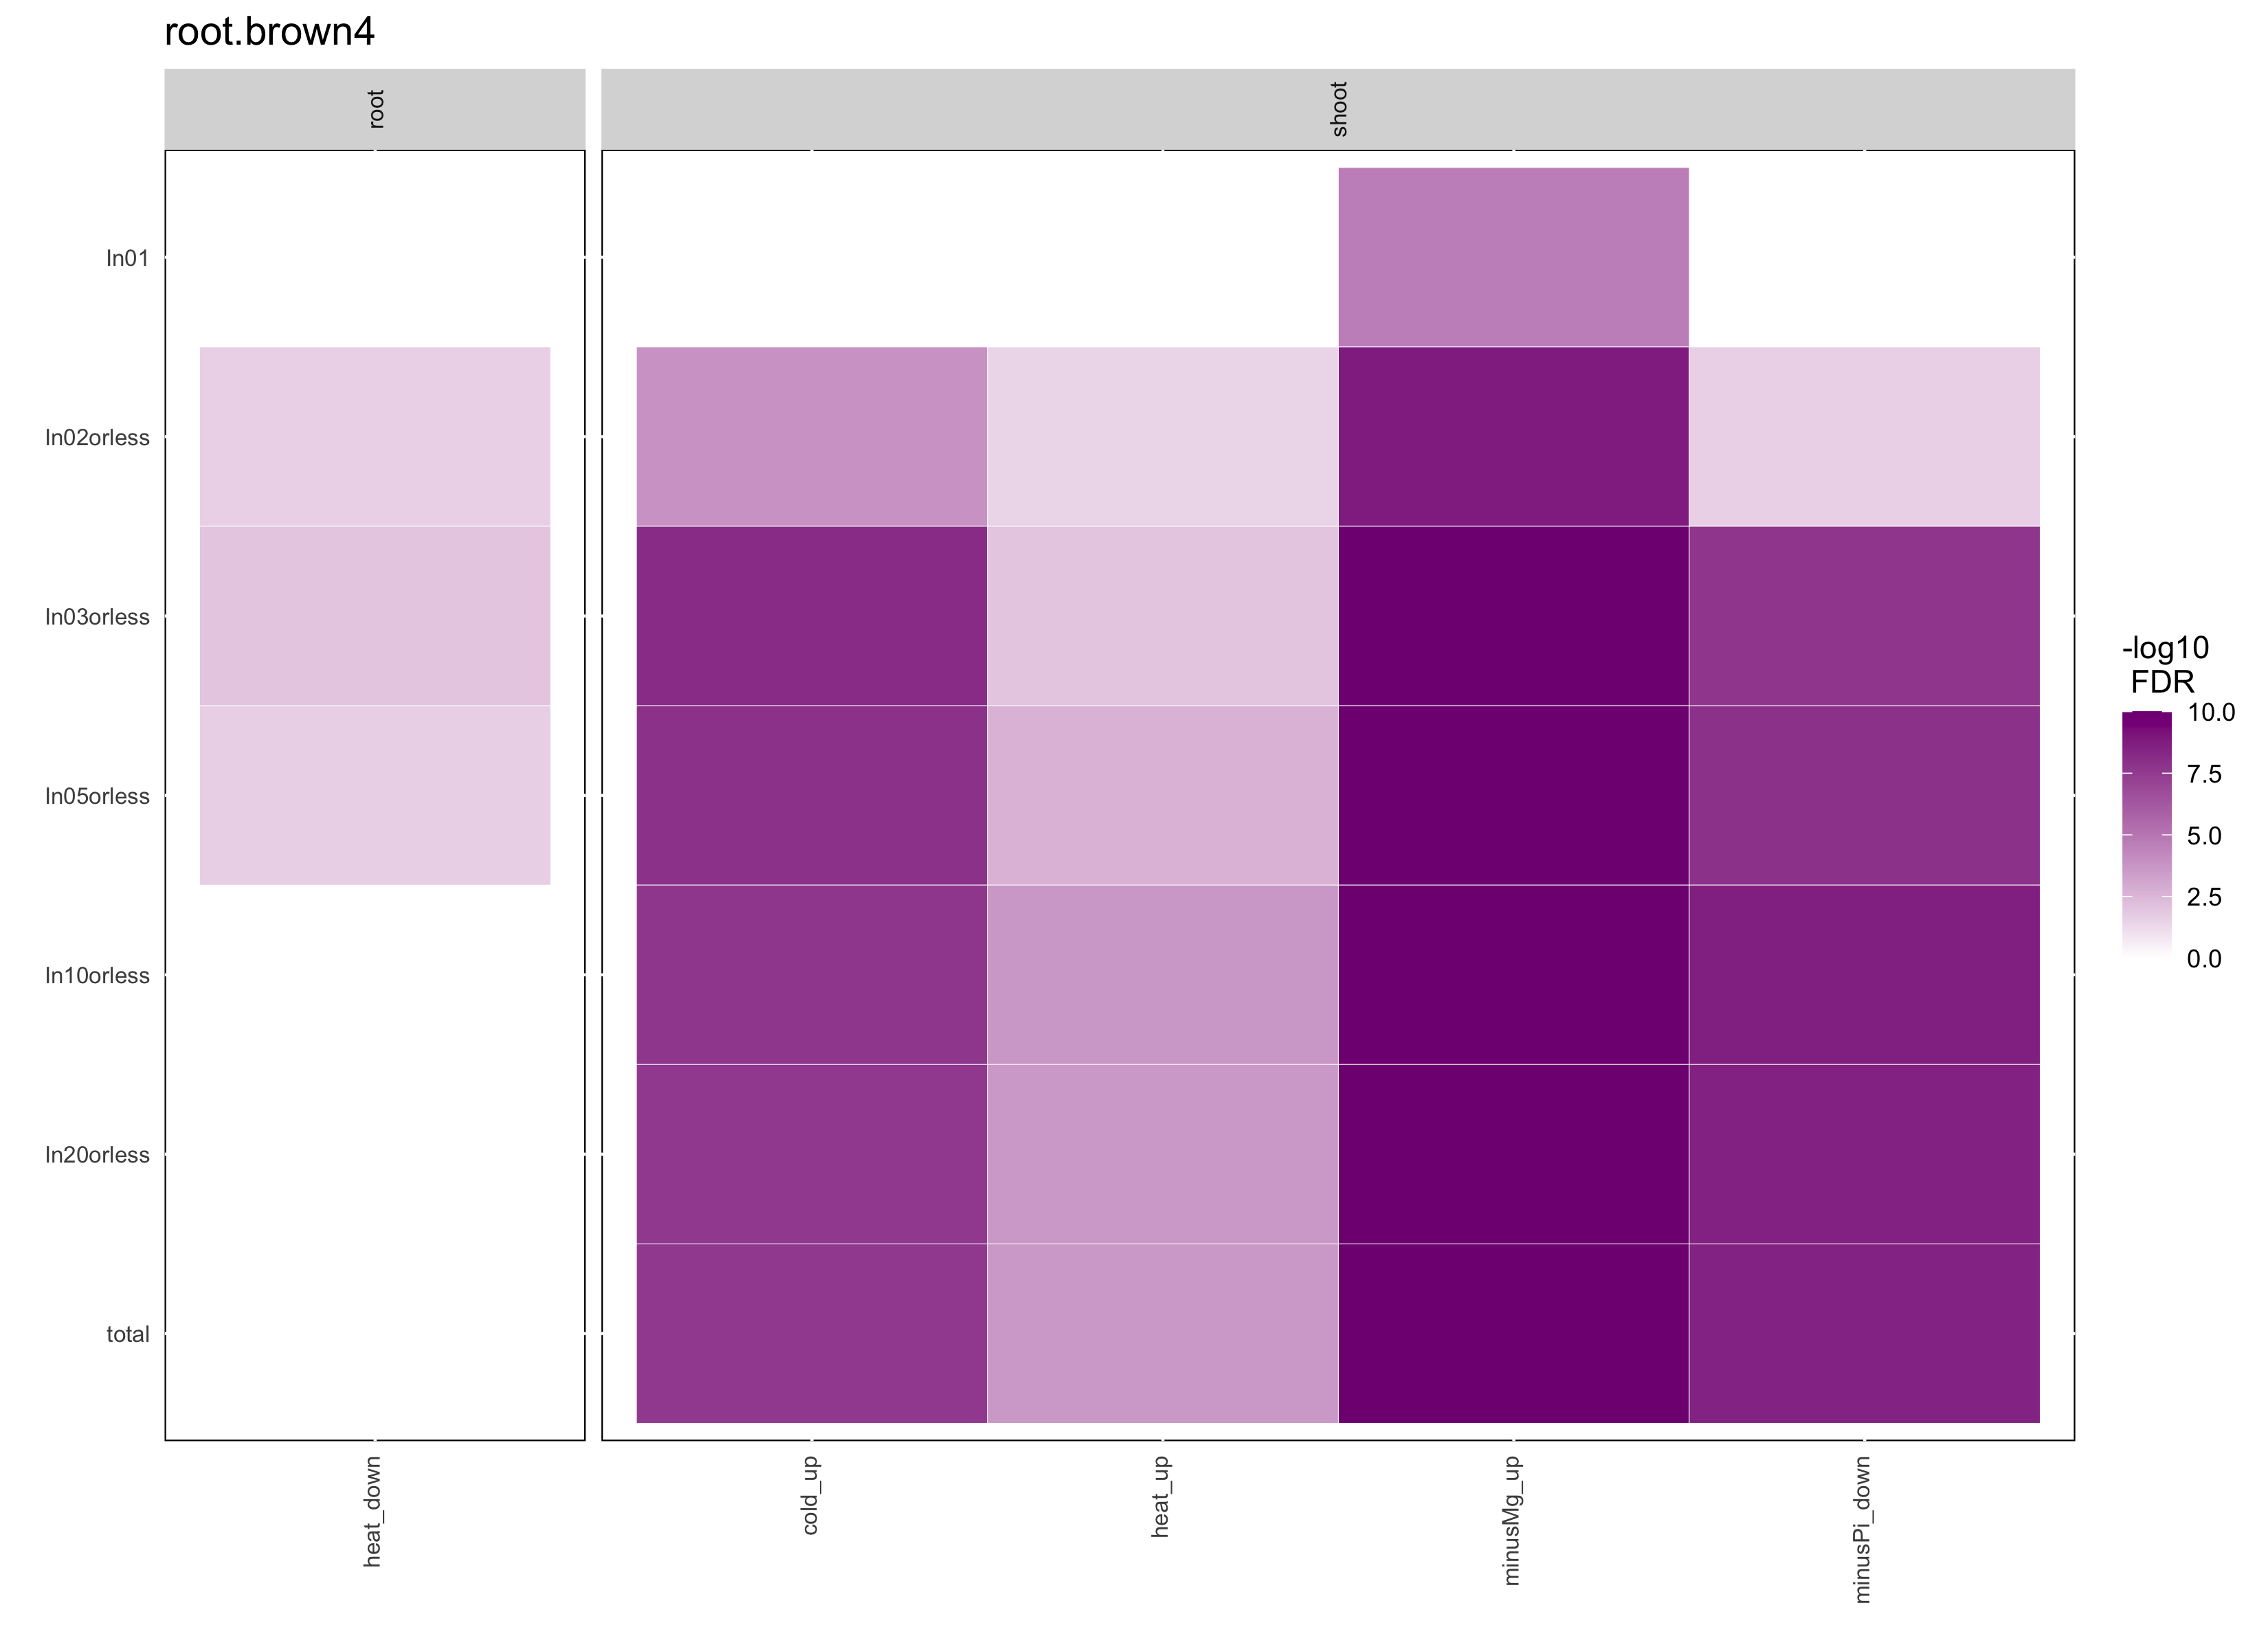 root.brown4
root
shoot
In01
In02orless
In03orless
In05orless
In10orless
In20orless
total
heat_down
cold_up
heat_up
minusMg_up
minusPi_down
-log10
FDR
10.0
7.5
5.0
2.5
0.0